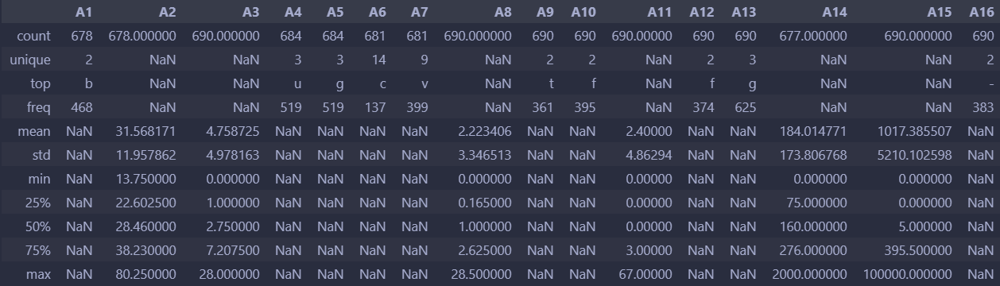 A1 A2 A3 A4 A5 A6 A7 A8 A9 A10 A11 A12 A13 A14 A15 A16
count 678 678.000000 690.000000 684 684 681 681 690.000000 690 690 690.00000 690 690 677.000000 690.000000 690
unique 2 NaN NaN 3 3 14 9 NaN 2 2 NaN 2 3 NaN NaN 2
top b NaN NaN u g c v NaN t f NaN f g NaN NaN -
freq 468 NaN NaN 519 519 137 399 NaN 361 395 NaN 374 625 NaN NaN 383
mean NaN 31.568171 4.758725 NaN NaN NaN NaN 2.223406 NaN NaN 2.40000 NaN NaN 184.014771 1017.385507 NaN
std NaN 11.957862 4.978163 NaN NaN NaN NaN 3.346513 NaN NaN 4.86294 NaN NaN 173.806768 5210.102598 NaN
min NaN 13.750000 0.000000 NaN NaN NaN NaN 0.000000 NaN NaN 0.00000 NaN NaN 0.000000 0.000000 NaN
25% NaN 22.602500 1.000000 NaN NaN NaN NaN 0.165000 NaN NaN 0.00000 NaN NaN 75.000000 0.000000 NaN
50% NaN 28.460000 2.750000 NaN NaN NaN NaN 1.000000 NaN NaN 0.00000 NaN NaN 160.000000 5.000000 NaN
75% NaN 38.230000 7.207500 NaN NaN NaN NaN 2.625000 NaN NaN 3.00000 NaN NaN 276.000000 395.500000 NaN
max NaN 80.250000 28.000000 NaN NaN NaN NaN 28.500000 NaN NaN 67.00000 NaN NaN 2000.000000 100000.000000 NaN